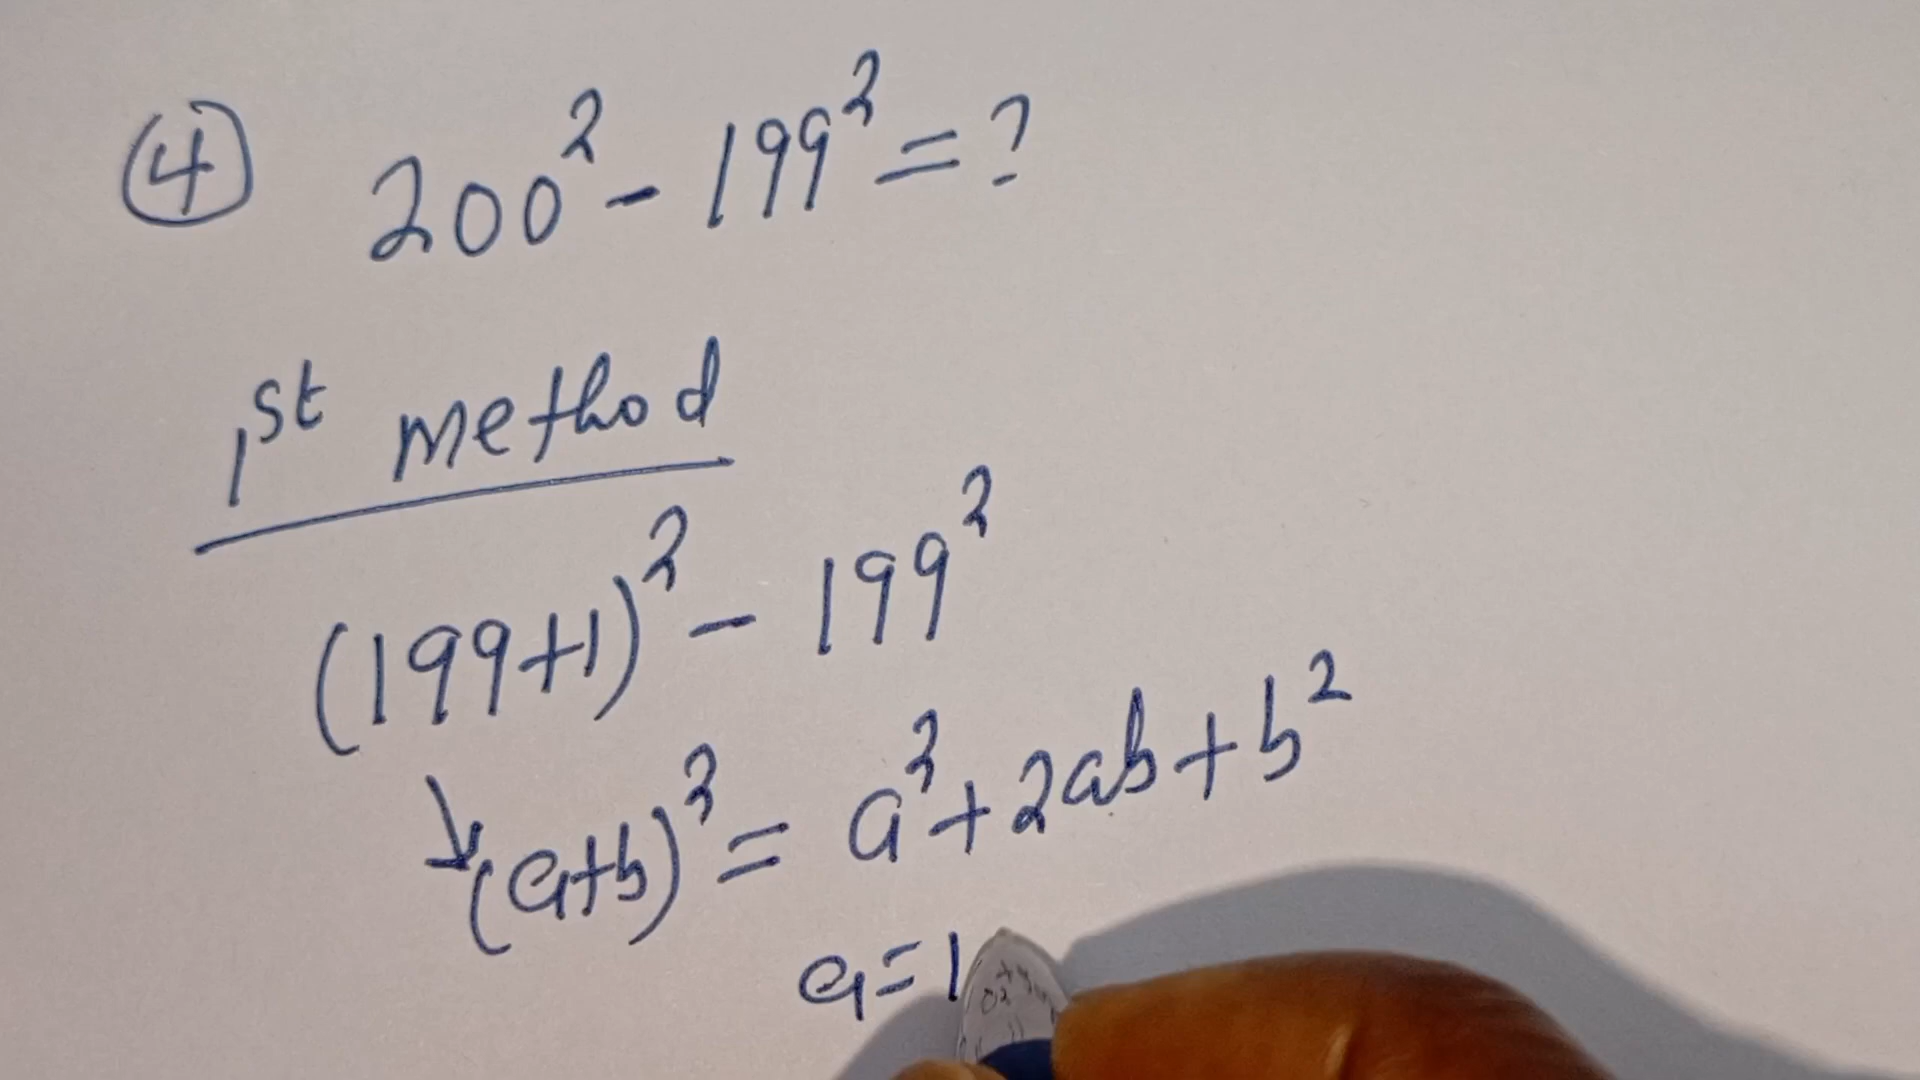 ④ 200² - 199² = ?
1st method
(199+1)² - 199²
↘(a+b)² = a² + 2ab + b²
a = 1